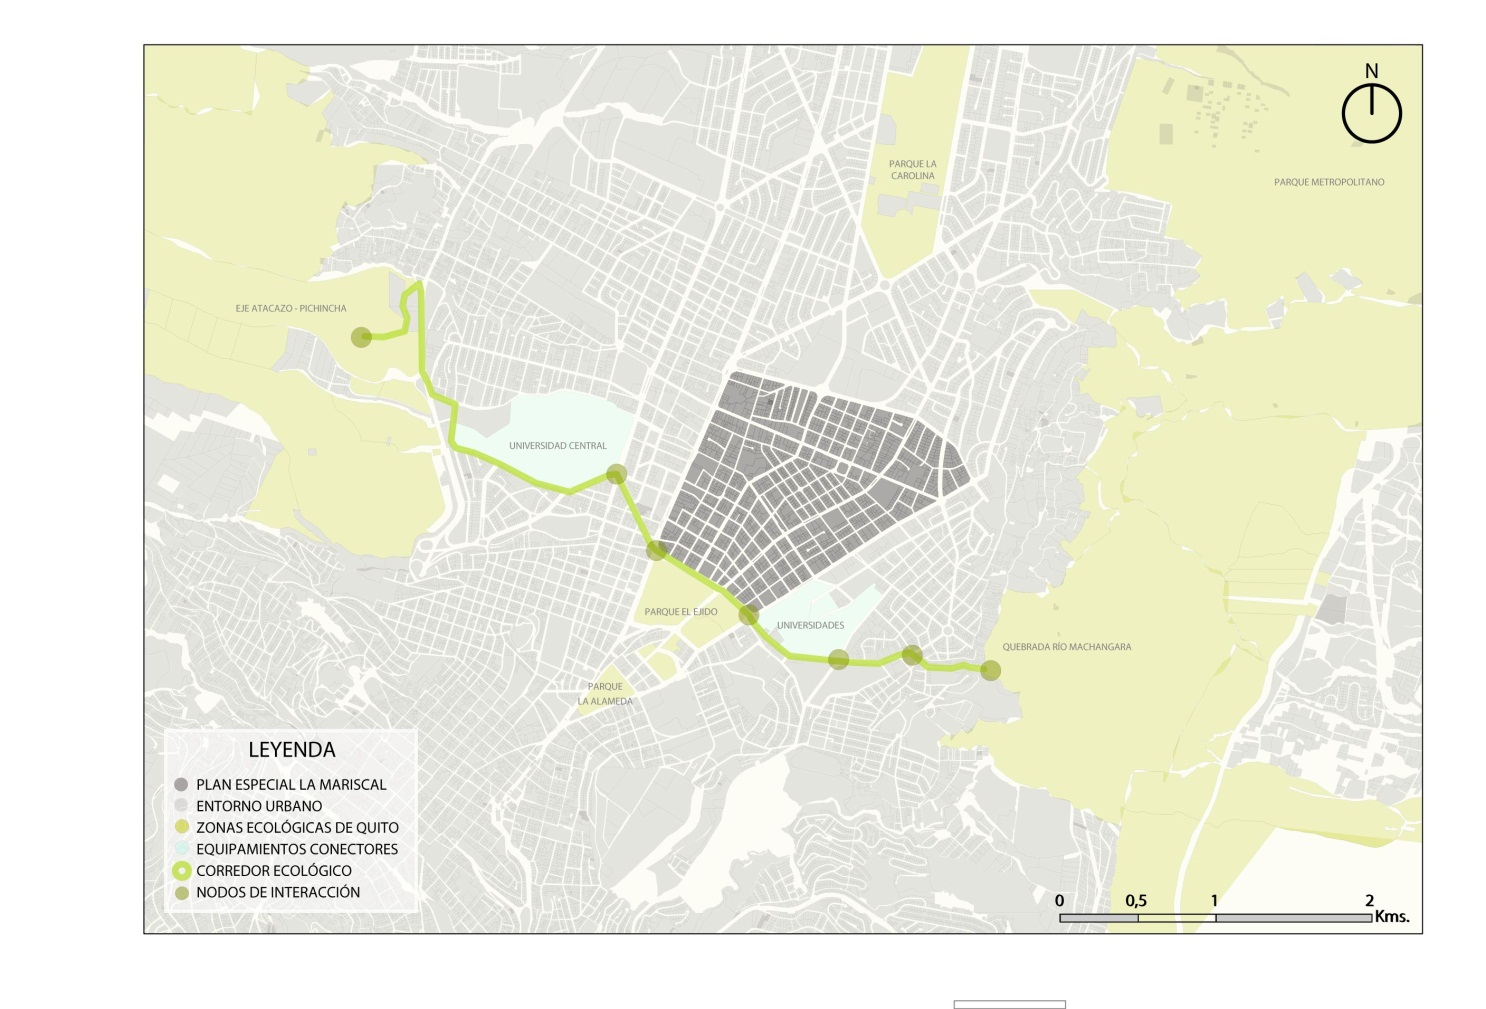 N
PARQUE LA
CAROLINA
PARQUE METROPOLITANO
EJE ATACAZO - PICHINCHA
UNIVERSIDAD CENTRAL
PARQUE EL EJIDO
UNIVERSIDADES
QUEBRADA RÍO MACHANGARA
PARQUE
LA ALAMEDA
LEYENDA
PLAN ESPECIAL LA MARISCAL
ENTORNO URBANO
ZONAS ECOLÓGICAS DE QUITO
EQUIPAMIENTOS CONECTORES
CORREDOR ECOLÓGICO
NODOS DE INTERACCIÓN
0 0,5 1 2
Kms.